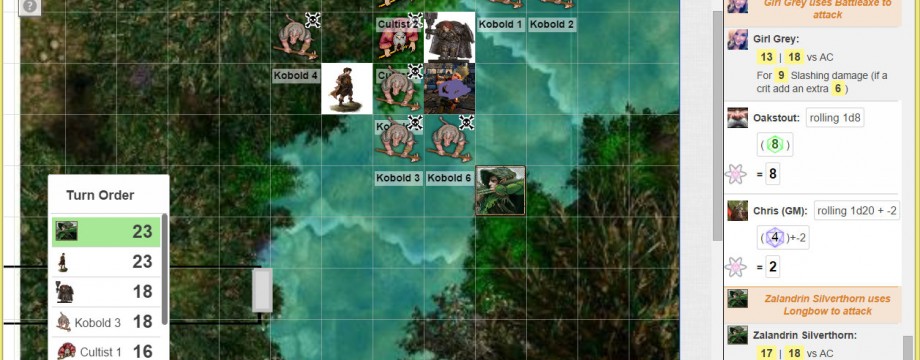 ?
Cultist 2
Kobold 1
Kobold 2
Kobold 4
Kobold 3
Kobold 6
Turn Order
23
23
18
Kobold 3 18
Cultist 1 16
Girl Grey uses Battleaxe to
attack
Girl Grey:
13 | 18 vs AC
For 9 Slashing damage (if a
crit add an extra 6 )
Oakstout: rolling 1d8
( 8 )
= 8
Chris (GM): rolling 1d20 + -2
( 4 )+-2
= 2
Zalandrin Silverthorn uses
Longbow to attack
Zalandrin Silverthorn:
17 | 18 vs AC